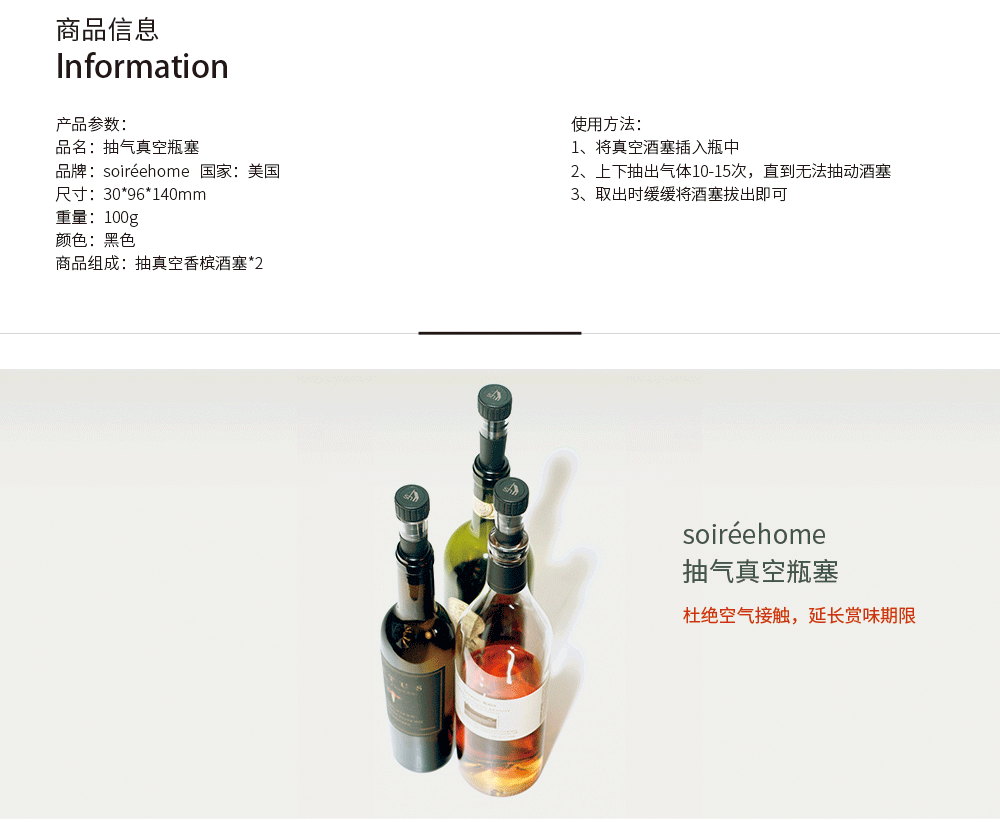 商品信息
Information
产品参数：
品名：抽气真空瓶塞
品牌：soiréehome 国家：美国
尺寸：30*96*140mm
重量：100g
颜色：黑色
商品组成：抽真空香槟酒塞*2
使用方法：
1、将真空酒塞插入瓶中
2、上下抽出气体10-15次，直到无法抽动酒塞
3、取出时缓缓将酒塞拔出即可
soiréehome
抽气真空瓶塞
杜绝空气接触，延长赏味期限